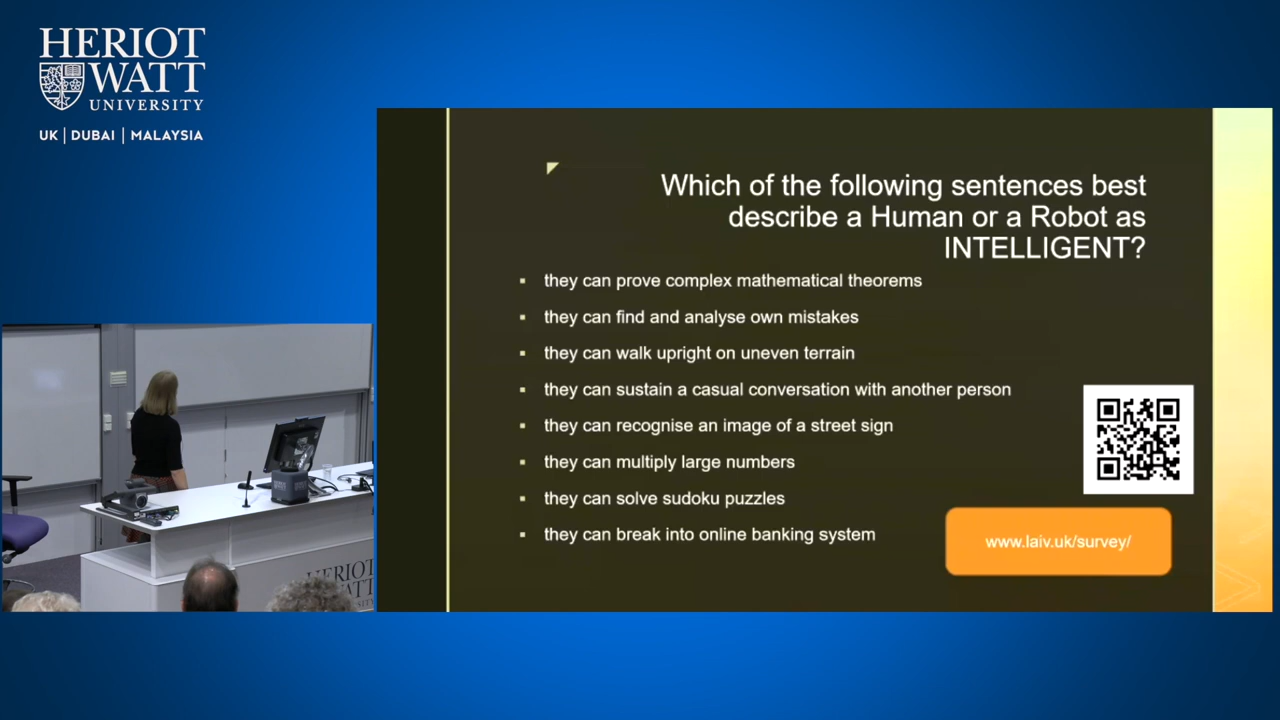 HERIOT
WATT
UNIVERSITY
UK | DUBAI | MALAYSIA
Which of the following sentences best
describe a Human or a Robot as
INTELLIGENT?
▪ they can prove complex mathematical theorems
▪ they can find and analyse own mistakes
▪ they can walk upright on uneven terrain
▪ they can sustain a casual conversation with another person
▪ they can recognise an image of a street sign
▪ they can multiply large numbers
▪ they can solve sudoku puzzles
▪ they can break into online banking system
www.laiv.uk/survey/
HERIOT
WATT